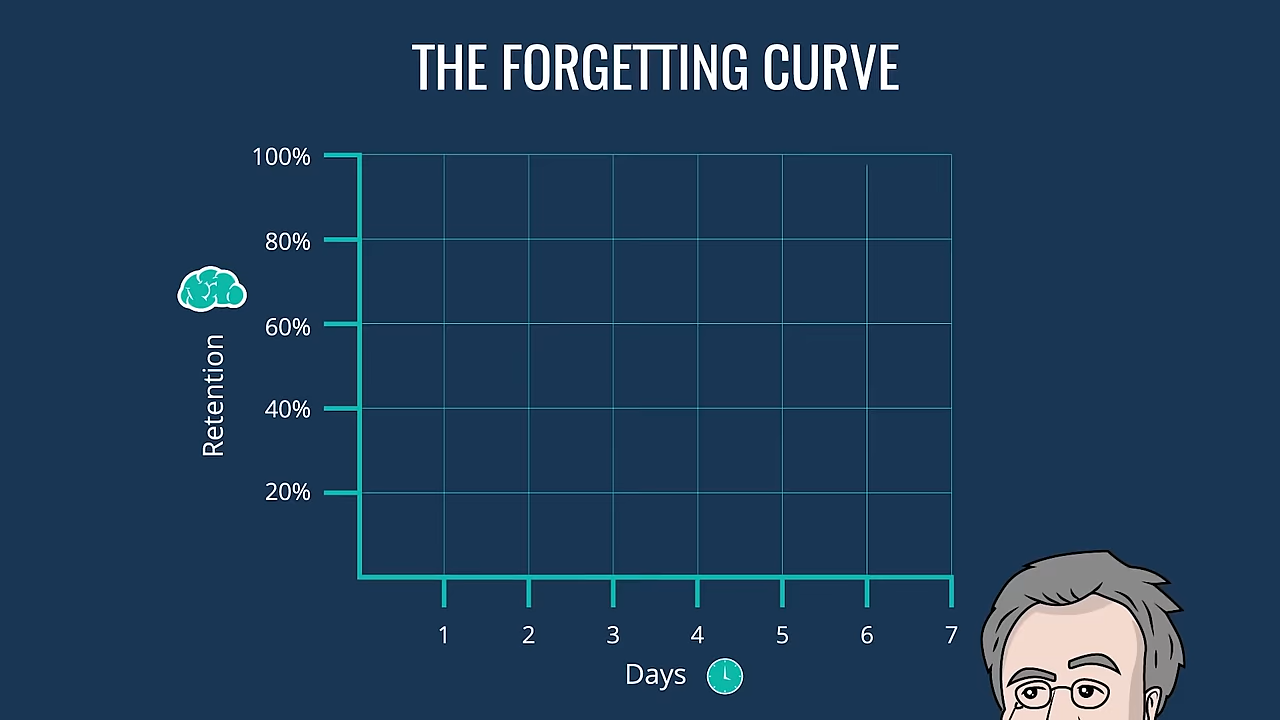 THE FORGETTING CURVE
100%
80%
60%
40%
20%
Retention
1 2 3 4 5 6 7
Days